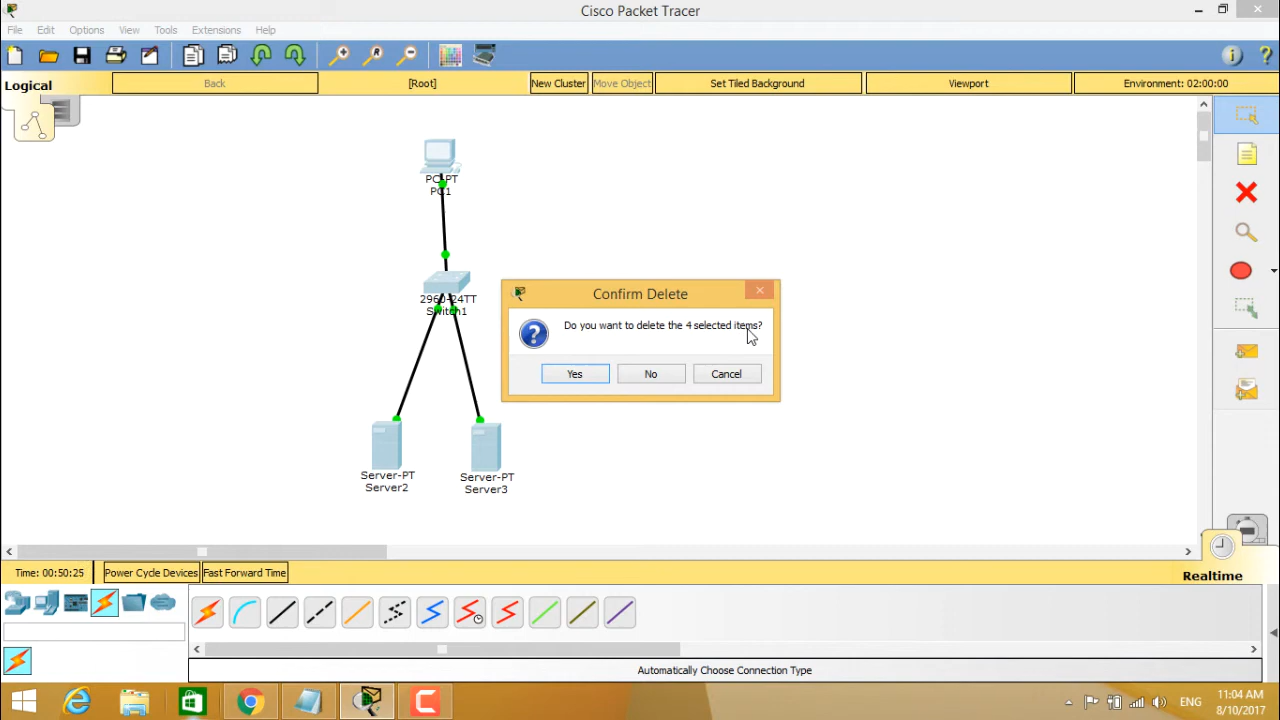 Cisco Packet Tracer
File Edit Options View Tools Extensions Help
Logical
Back
[Root]
New Cluster
Move Object
Set Tiled Background
Viewport
Environment: 02:00:00
PC-PT
PC1
2960-24TT
Switch1
Confirm Delete
Do you want to delete the 4 selected items?
Yes
No
Cancel
Server-PT
Server2
Server-PT
Server3
Time: 00:50:25
Power Cycle Devices
Fast Forward Time
Realtime
Automatically Choose Connection Type
ENG
11:04 AM
8/10/2017